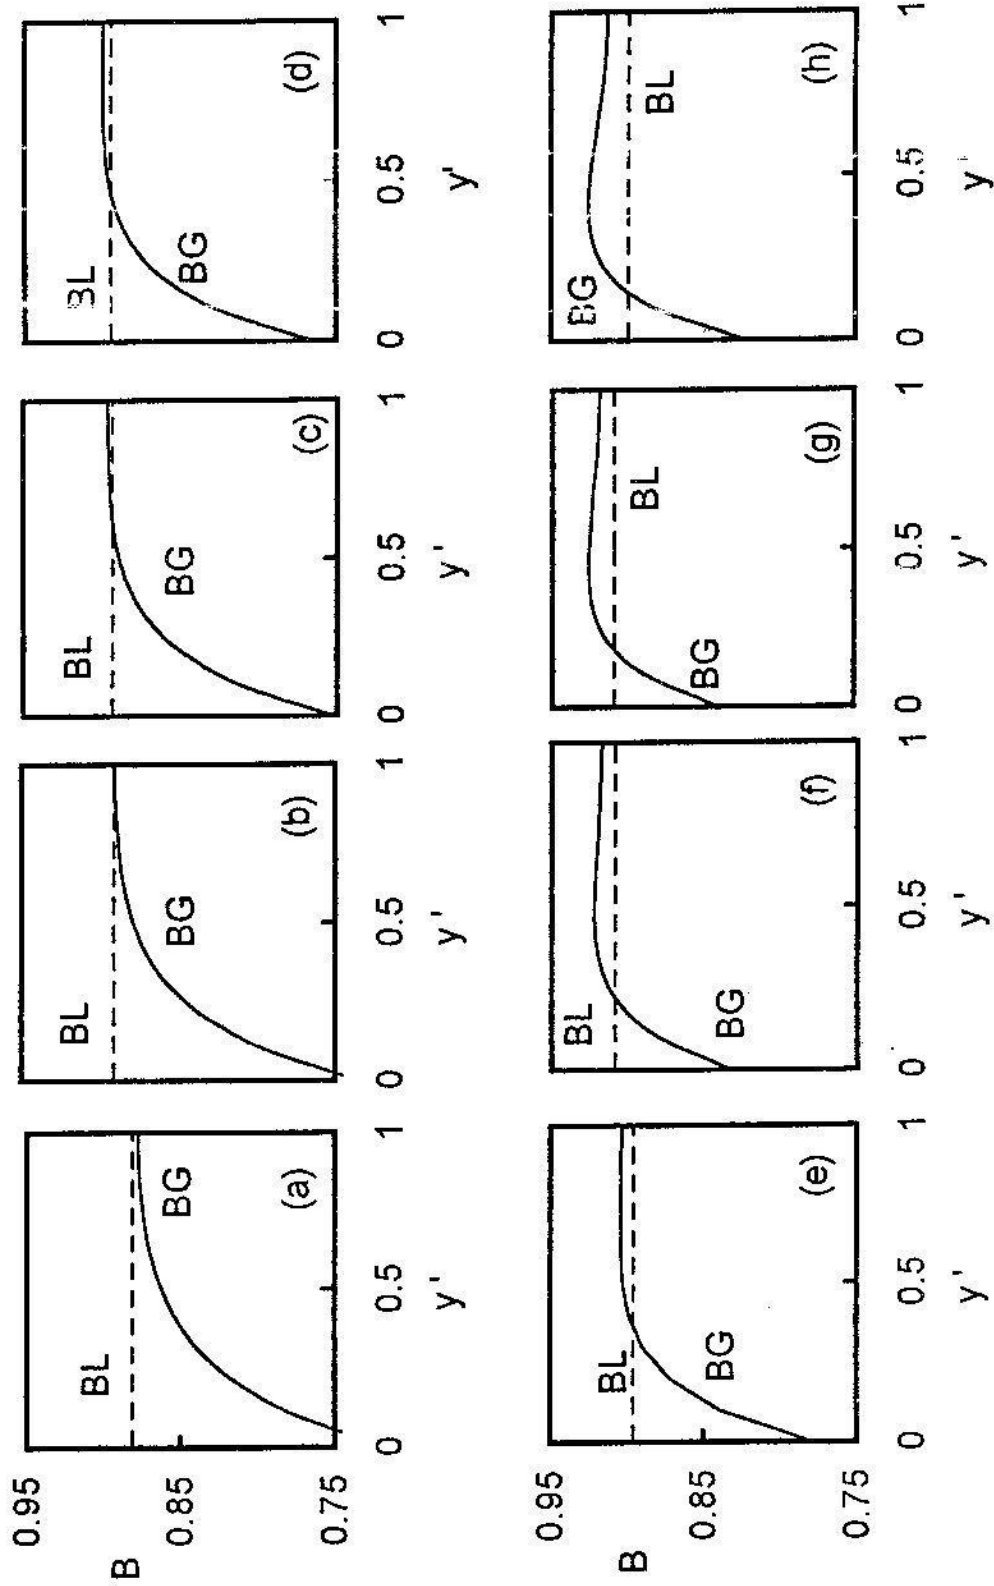 0.95
BL BL BL BL
B 0.85
BG BG BG BG
(a) (b) (c) (d)
0.75
0 0.5 1 0 0.5 1 0 0.5 1 0 0.5 1
y' y' y' y'
0.95
BL BL BG
B 0.85
BG BG BG BL BL
(e) (f) (g) (h)
0.75
0 0.5 1 0 0.5 1 0 0.5 1 0 0.5 1
y' y' y' y'